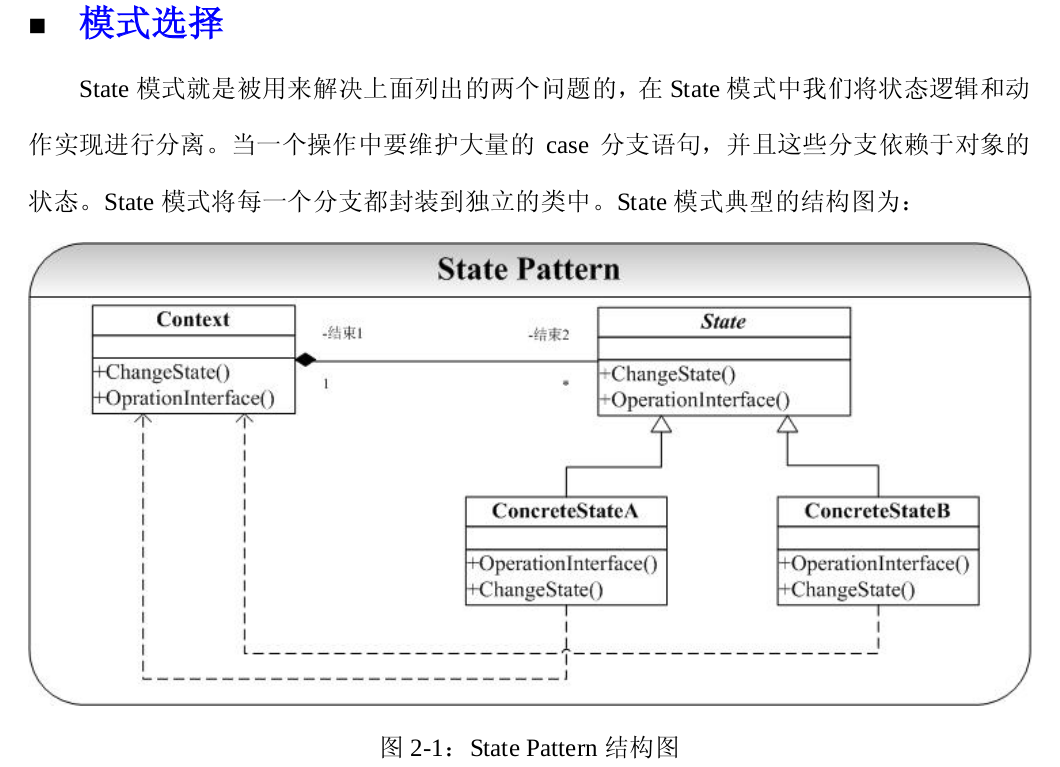 ■ 模式选择
State 模式就是被用来解决上面列出的两个问题的，在 State 模式中我们将状态逻辑和动
作实现进行分离。当一个操作中要维护大量的 case 分支语句，并且这些分支依赖于对象的
状态。State 模式将每一个分支都封装到独立的类中。State 模式典型的结构图为：
State Pattern
Context
+ChangeState()
+OprationInterface()
-结束1
1
-结束2
*
State
+ChangeState()
+OperationInterface()
ConcreteStateA
+OperationInterface()
+ChangeState()
ConcreteStateB
+OperationInterface()
+ChangeState()
图 2-1：State Pattern 结构图